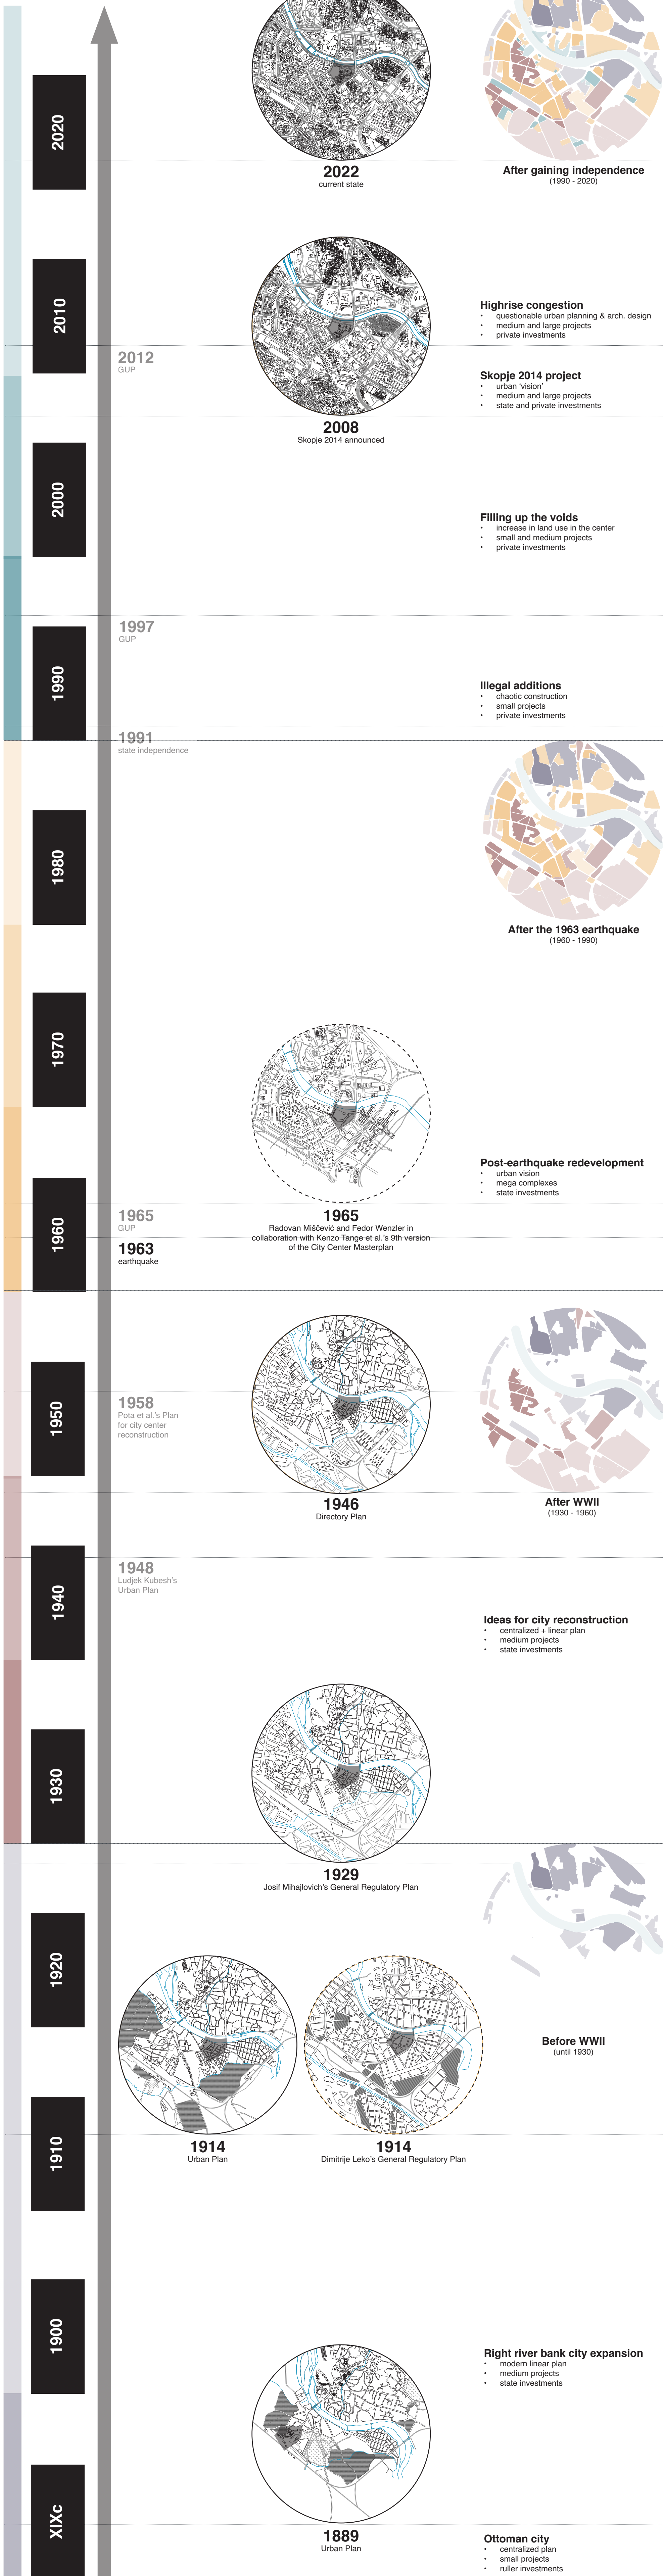 2020
2022
current state
After gaining independence
(1990 - 2020)
2010
Highrise congestion
• questionable urban planning & arch. design
• medium and large projects
• private investments
2012
GUP
Skopje 2014 project
• urban ‘vision’
• medium and large projects
• state and private investments
2008
Skopje 2014 announced
2000
Filling up the voids
• increase in land use in the center
• small and medium projects
• private investments
1997
GUP
1990
Illegal additions
• chaotic construction
• small projects
• private investments
1991
state independence
1980
After the 1963 earthquake
(1960 - 1990)
1970
Post-earthquake redevelopment
• urban vision
• mega complexes
• state investments
1960
1965
GUP
1965
Radovan Miščević and Fedor Wenzler in
collaboration with Kenzo Tange et al.’s 9th version
of the City Center Masterplan
1963
earthquake
1950
1958
Pota et al.’s Plan
for city center
reconstruction
1946
Directory Plan
After WWII
(1930 - 1960)
1948
Ludjek Kubesh’s
Urban Plan
1940
Ideas for city reconstruction
• centralized + linear plan
• medium projects
• state investments
1930
1929
Josif Mihajlovich’s General Regulatory Plan
1920
Before WWII
(until 1930)
1910
1914
Urban Plan
1914
Dimitrije Leko’s General Regulatory Plan
1900
Right river bank city expansion
• modern linear plan
• medium projects
• state investments
XIXc
1889
Urban Plan
Ottoman city
• centralized plan
• small projects
• ruller investments